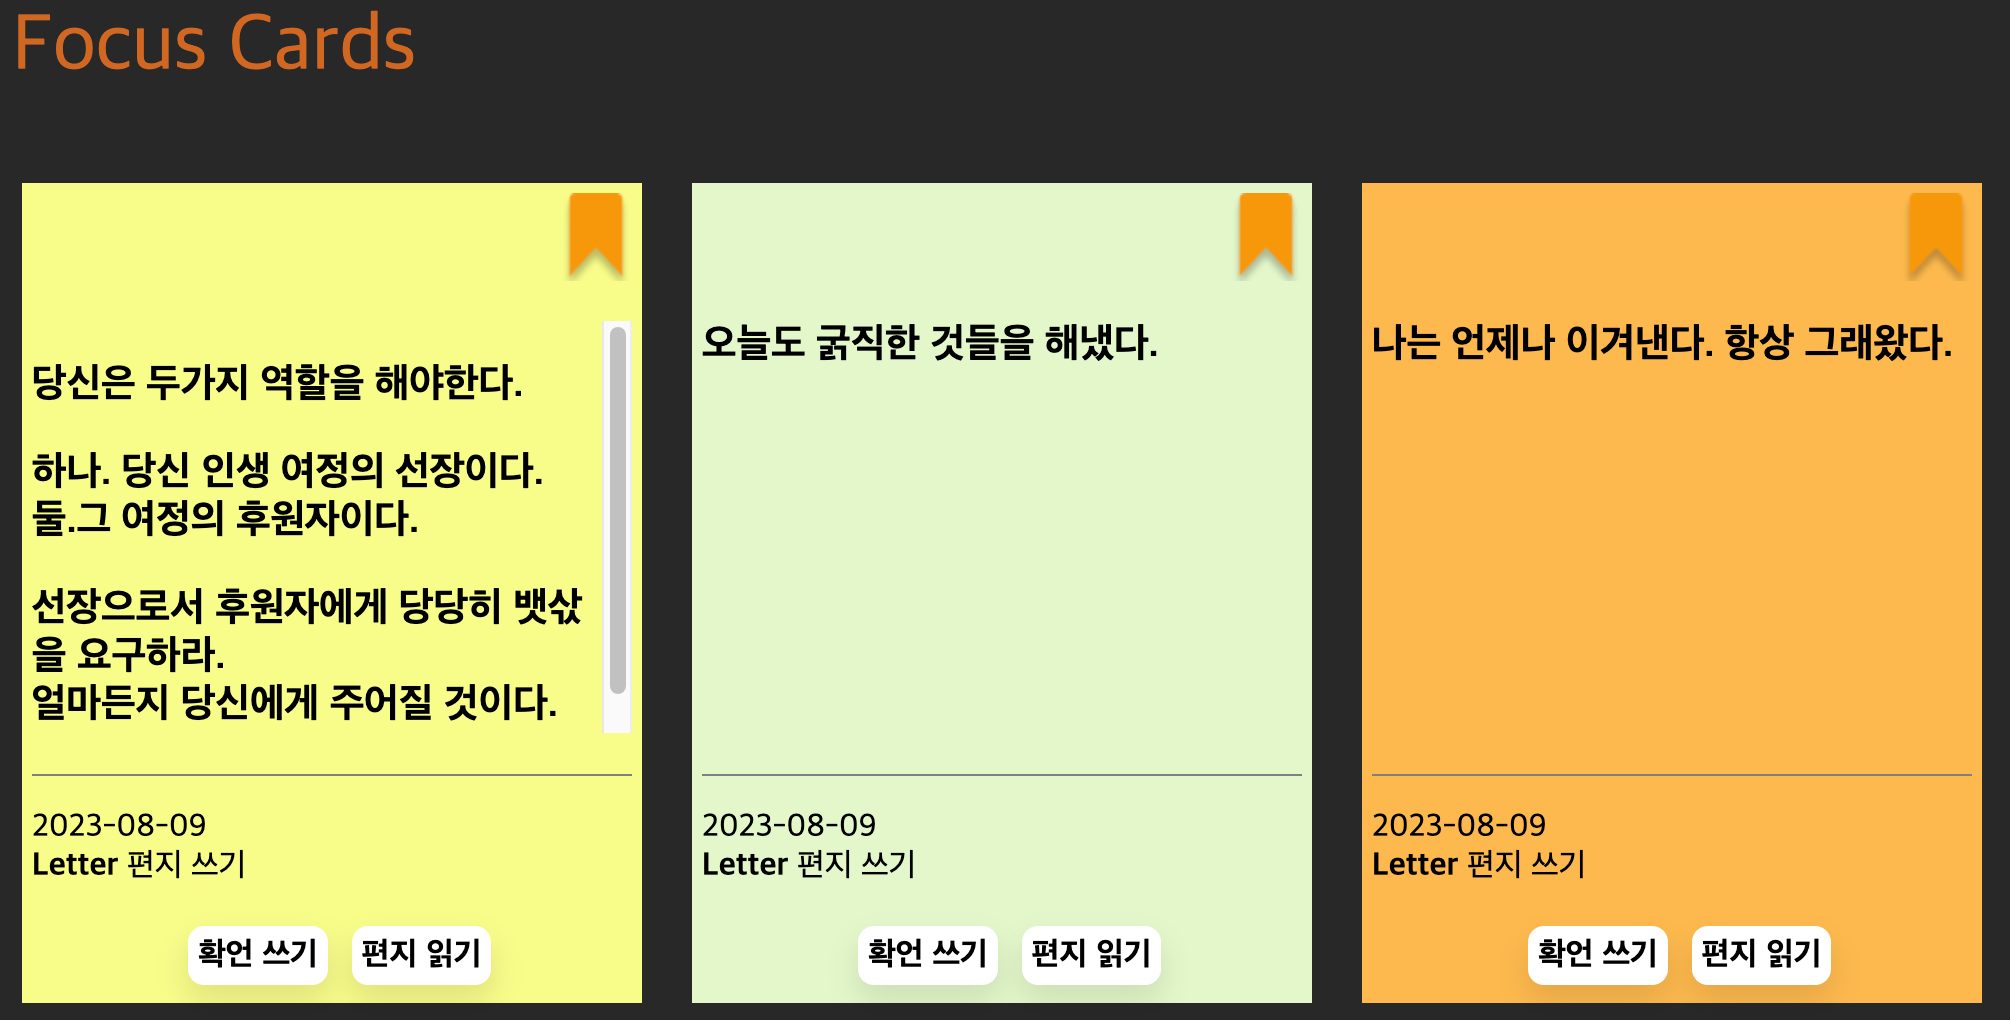 Focus Cards
당신은 두가지 역할을 해야한다.
하나. 당신 인생 여정의 선장이다.
둘.그 여정의 후원자이다.
선장으로서 후원자에게 당당히 뱃삯
을 요구하라.
얼마든지 당신에게 주어질 것이다.
2023-08-09
Letter 편지 쓰기
확언 쓰기
편지 읽기
오늘도 굵직한 것들을 해냈다.
2023-08-09
Letter 편지 쓰기
확언 쓰기
편지 읽기
나는 언제나 이겨낸다. 항상 그래왔다.
2023-08-09
Letter 편지 쓰기
확언 쓰기
편지 읽기